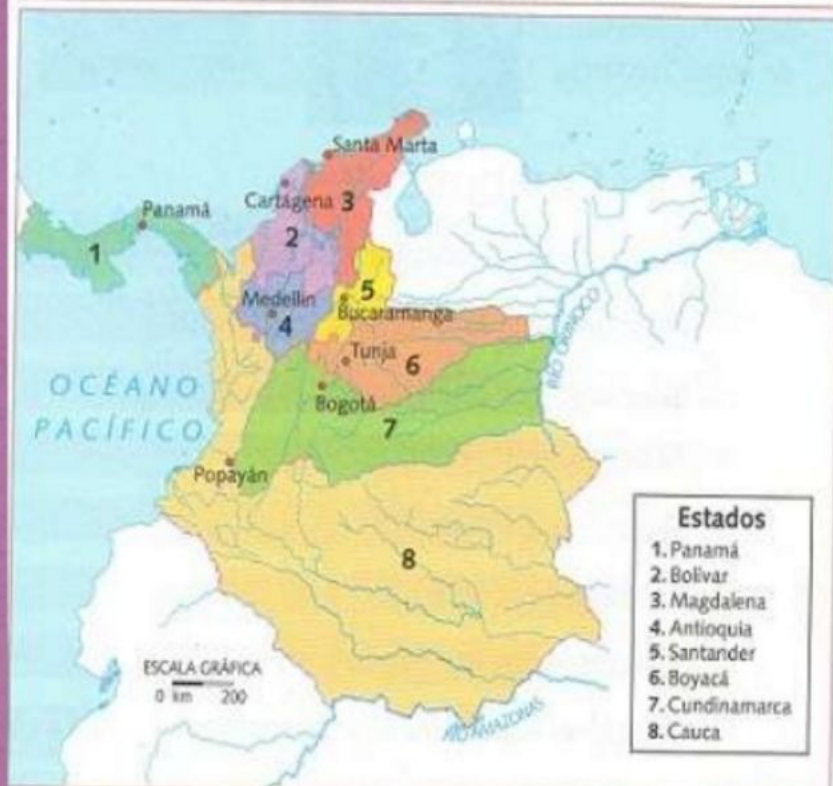 Santa Marta
Cartagena
3
Panamá
1
2
Medellín
5
Bucaramanga
4
Tunja
6
OCÉANO
PACÍFICO
RÍO ORINOCO
Bogotá
7
Popayán
8
Estados
1. Panamá
2. Bolívar
3. Magdalena
4. Antioquia
5. Santander
6. Boyacá
7. Cundinamarca
8. Cauca
ESCALA GRÁFICA
0 km 200
RÍO AMAZONAS